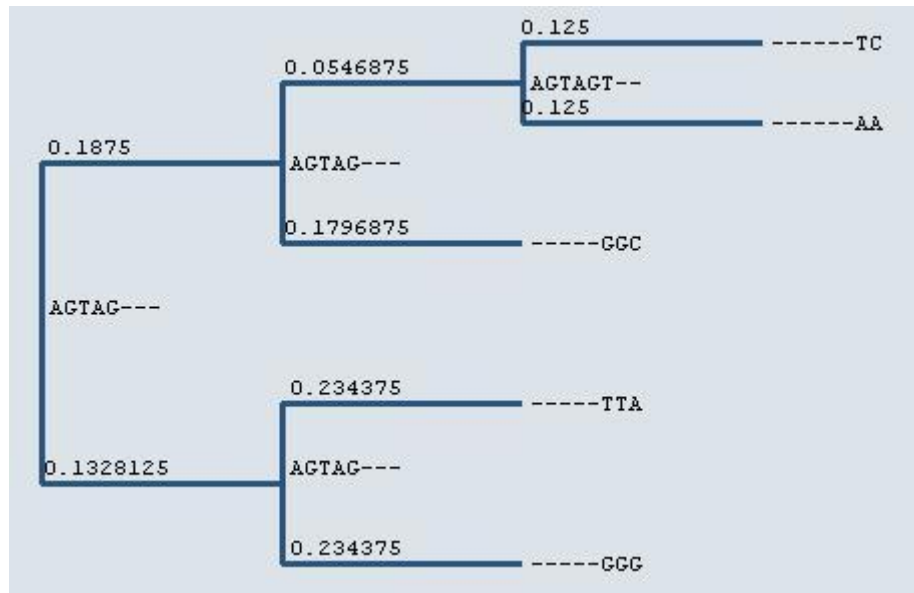 0.125
------TC
0.0546875
AGTAGT--
0.125
------AA
0.1875
AGTAG---
0.1796875
-----GGC
AGTAG---
0.234375
-----TTA
0.1328125
AGTAG---
0.234375
-----GGG